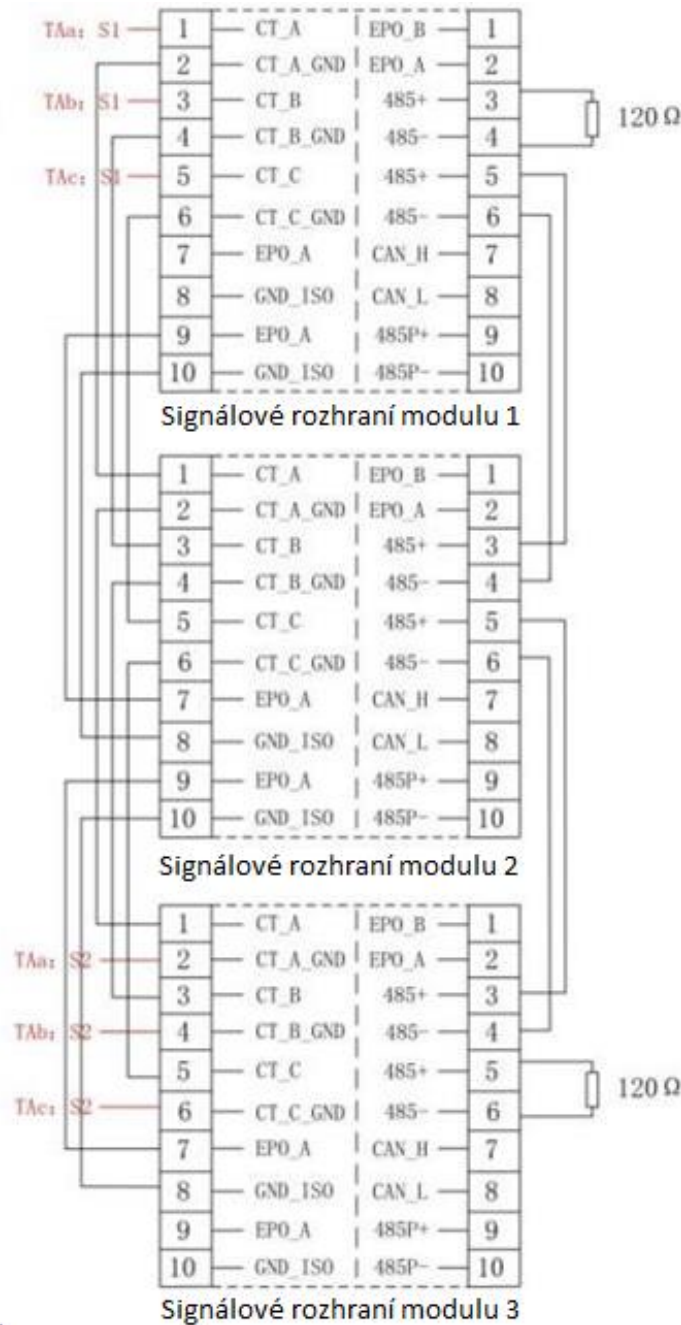 TAa: S1 1 CT_A EPO_B 1
2 CT_A_GND EPO_A 2
TAb: S1 3 CT_B 485+ 3
120 Ω
4 CT_B_GND 485- 4
TAc: S1 5 CT_C 485+ 5
6 CT_C_GND 485- 6
7 EPO_A CAN_H 7
8 GND_ISO CAN_L 8
9 EPO_A 485P+ 9
10 GND_ISO 485P- 10
Signálové rozhraní modulu 1
1 CT_A EPO_B 1
2 CT_A_GND EPO_A 2
3 CT_B 485+ 3
4 CT_B_GND 485- 4
5 CT_C 485+ 5
6 CT_C_GND 485- 6
7 EPO_A CAN_H 7
8 GND_ISO CAN_L 8
9 EPO_A 485P+ 9
10 GND_ISO 485P- 10
Signálové rozhraní modulu 2
1 CT_A EPO_B 1
TAa: S2 2 CT_A_GND EPO_A 2
3 CT_B 485+ 3
TAb: S2 4 CT_B_GND 485- 4
5 CT_C 485+ 5
120 Ω
TAc: S2 6 CT_C_GND 485- 6
7 EPO_A CAN_H 7
8 GND_ISO CAN_L 8
9 EPO_A 485P+ 9
10 GND_ISO 485P- 10
Signálové rozhraní modulu 3